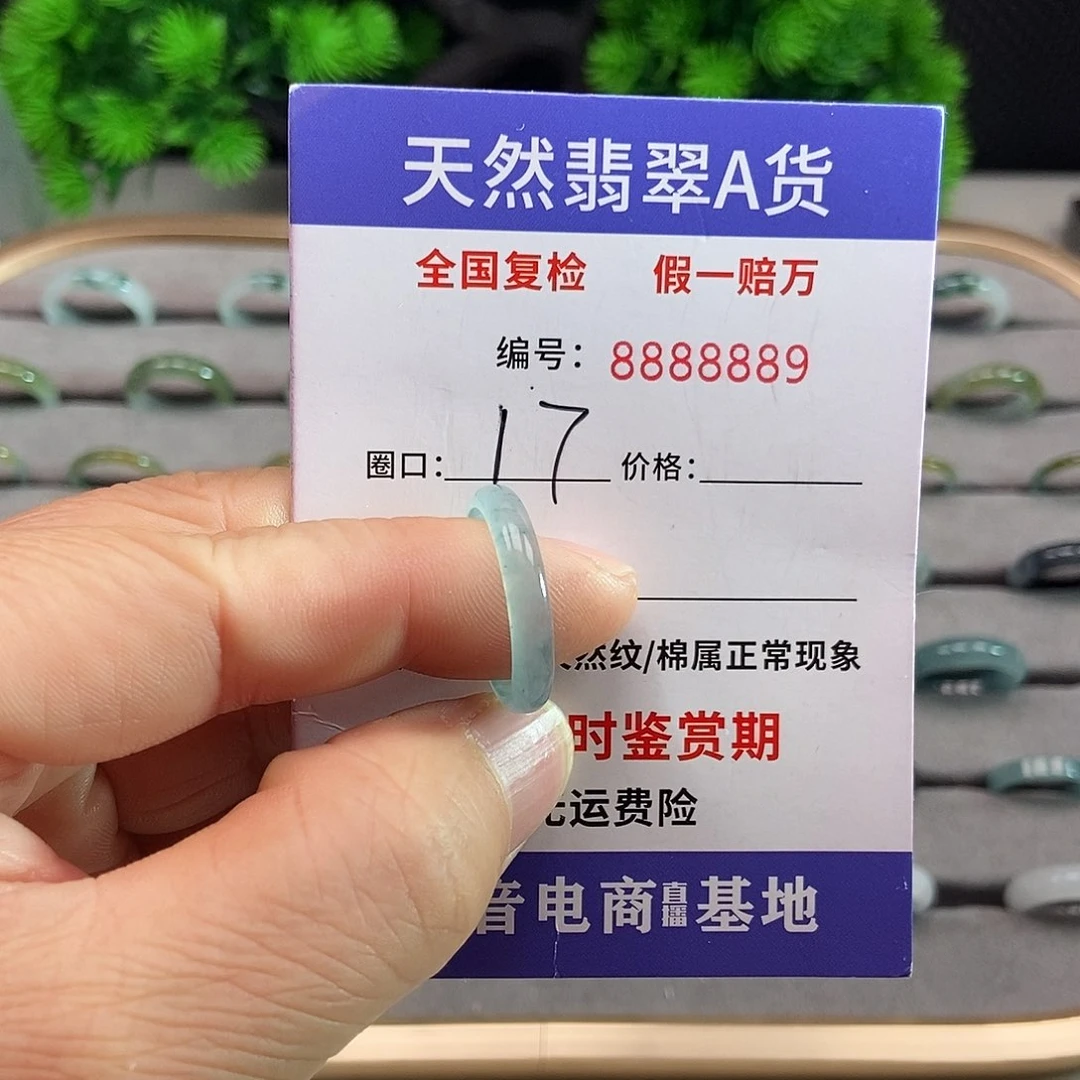 天然翡翠A货
全国复检 假一赔万
编号: 8888889
圈口: 17 价格:
然纹/棉属正常现象
时鉴赏期
运费险
音电商直播基地